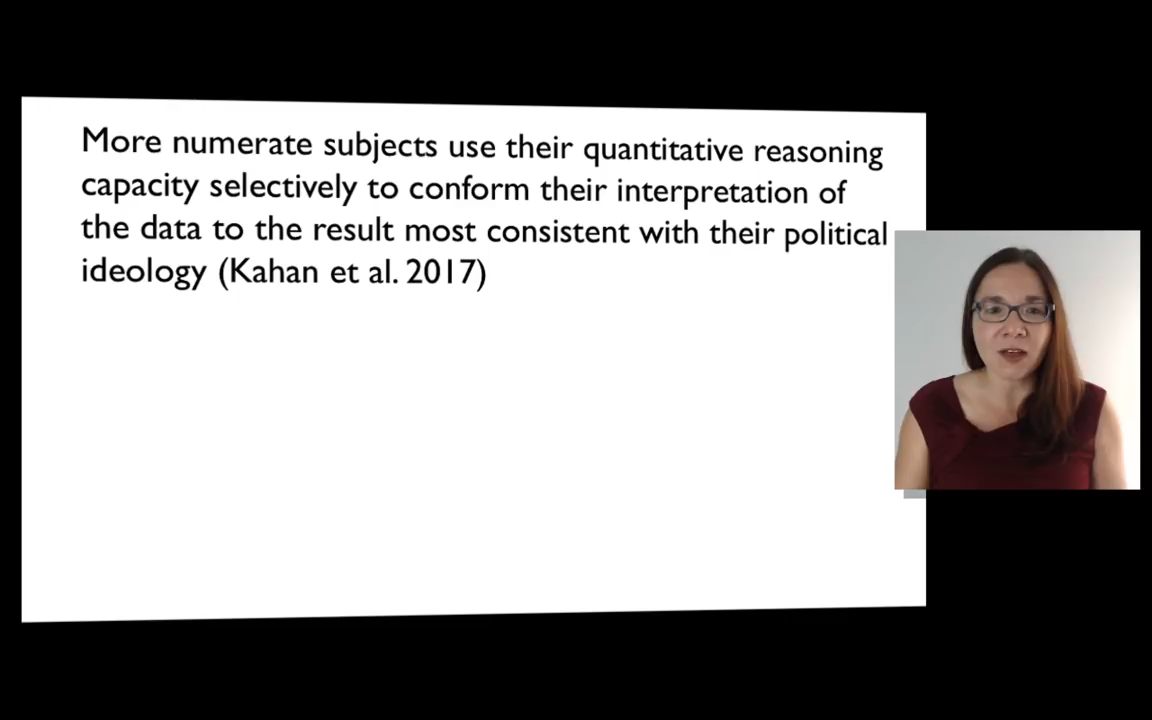 More numerate subjects use their quantitative reasoning
capacity selectively to conform their interpretation of
the data to the result most consistent with their political
ideology (Kahan et al. 2017)